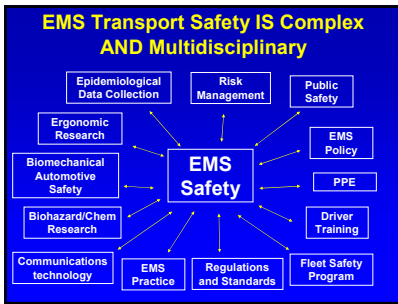 EMS Transport Safety IS Complex
AND Multidisciplinary
Epidemiological
Data Collection
Risk
Management
Public
Safety
Ergonomic
Research
EMS
Policy
Biomechanical
Automotive
Safety
EMS
Safety
PPE
Biohazard/Chem
Research
Driver
Training
Communications
technology
EMS
Practice
Regulations
and Standards
Fleet Safety
Program